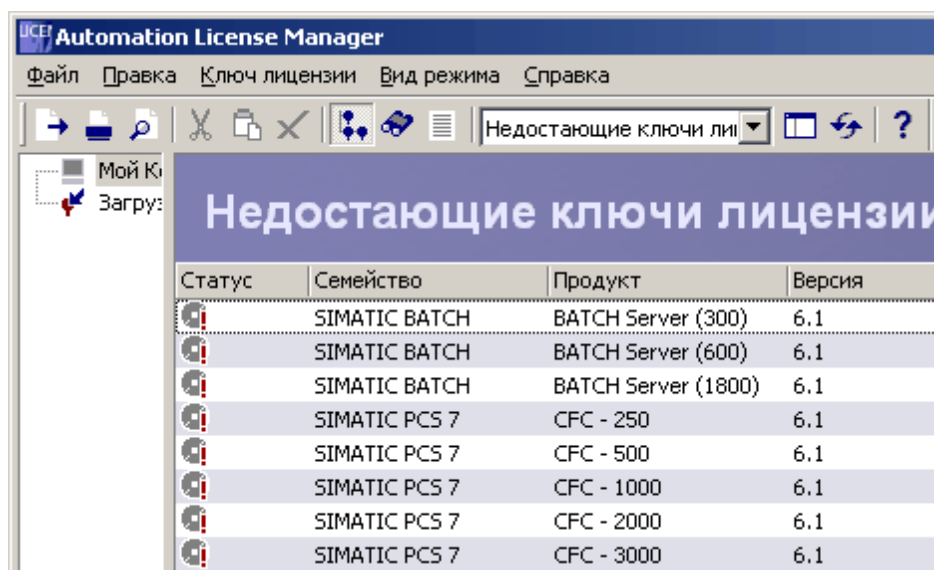 Automation License Manager
Файл Правка Ключ лицензии Вид режима Справка
Недостающие ключи ли
Мой К
Загруз
Недостающие ключи лицензии
Статус Семейство Продукт Версия
SIMATIC BATCH BATCH Server (300) 6.1
SIMATIC BATCH BATCH Server (600) 6.1
SIMATIC BATCH BATCH Server (1800) 6.1
SIMATIC PCS 7 CFC - 250 6.1
SIMATIC PCS 7 CFC - 500 6.1
SIMATIC PCS 7 CFC - 1000 6.1
SIMATIC PCS 7 CFC - 2000 6.1
SIMATIC PCS 7 CFC - 3000 6.1